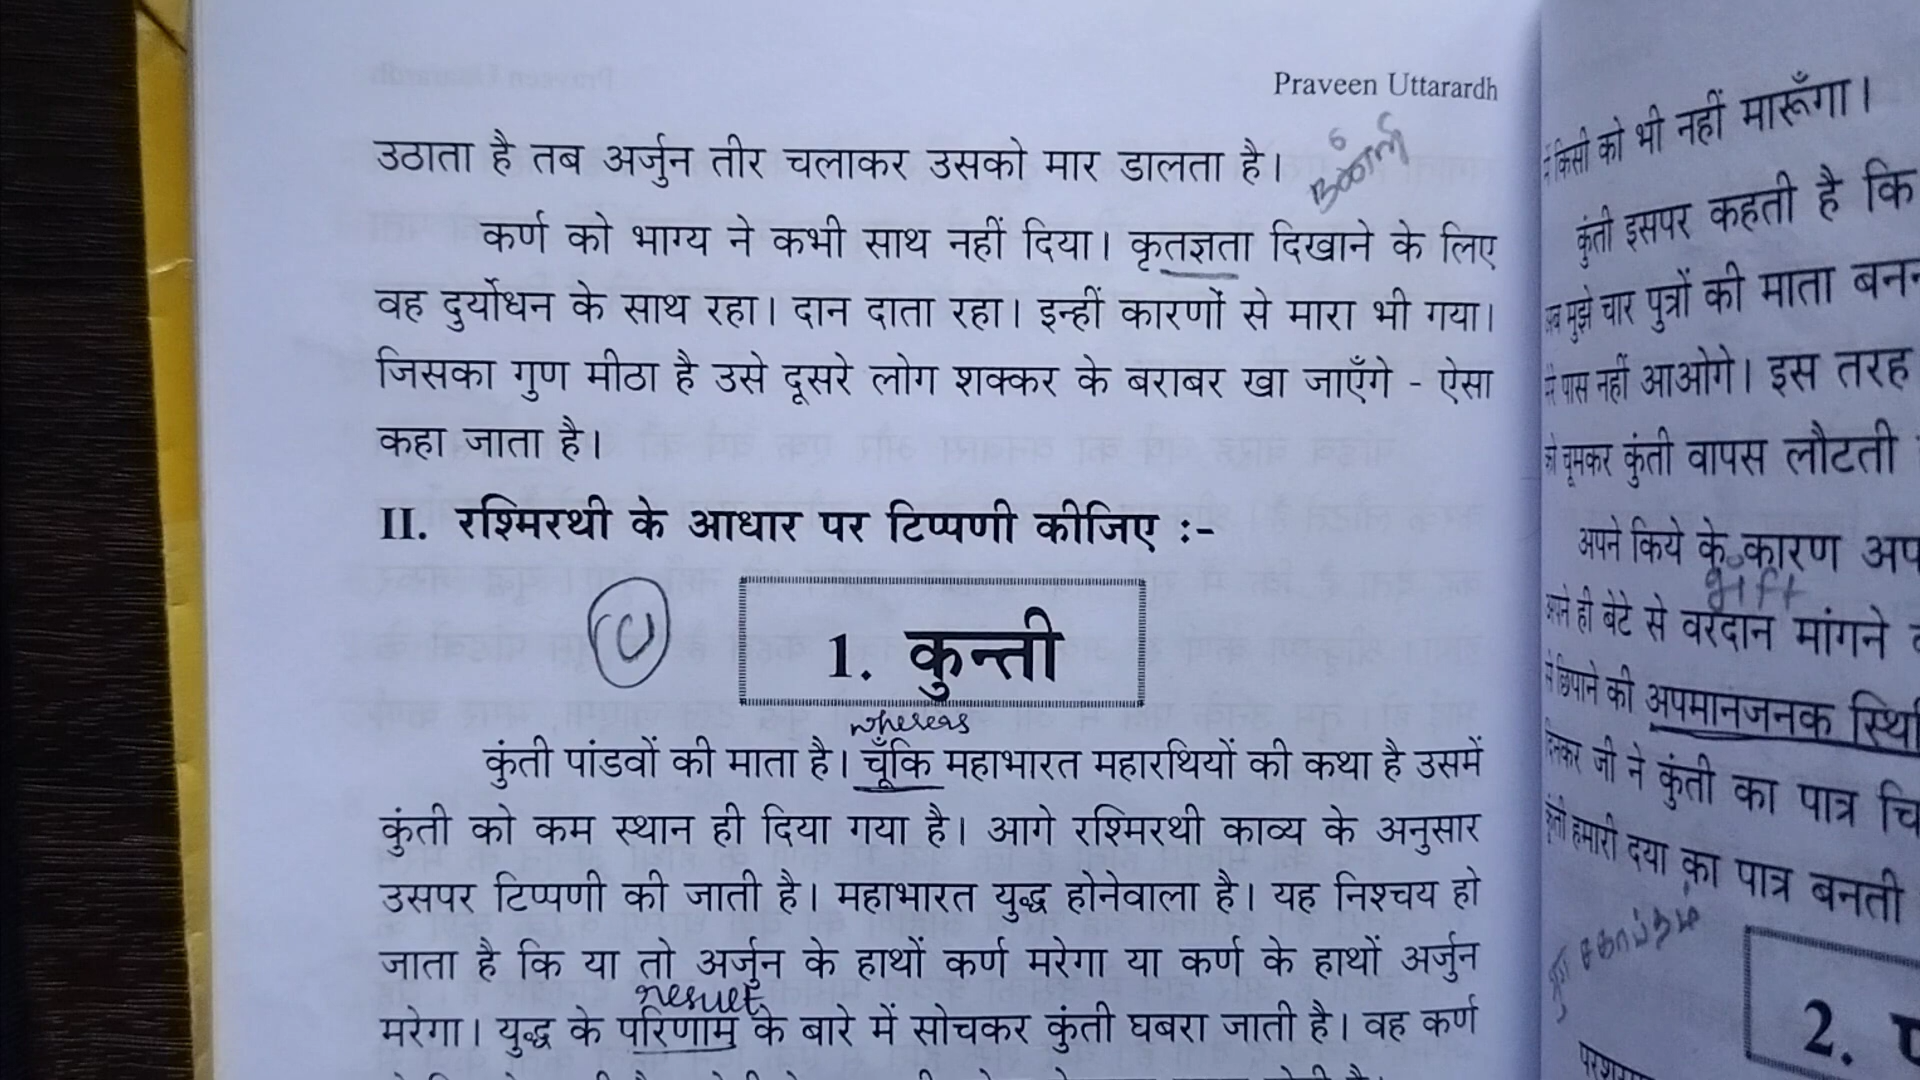 Praveen Uttarardh
उठाता है तब अर्जुन तीर चलाकर उसको मार डालता है।
कर्ण को भाग्य ने कभी साथ नहीं दिया। कृतज्ञता दिखाने के लिए
वह दुर्योधन के साथ रहा। दान दाता रहा। इन्हीं कारणों से मारा भी गया।
जिसका गुण मीठा है उसे दूसरे लोग शक्कर के बराबर खा जाएँगे - ऐसा
कहा जाता है।
II. रश्मिरथी के आधार पर टिप्पणी कीजिए :-
1. कुन्ती
whereas
कुंती पांडवों की माता है। चूँकि महाभारत महारथियों की कथा है उसमें
कुंती को कम स्थान ही दिया गया है। आगे रश्मिरथी काव्य के अनुसार
उसपर टिप्पणी की जाती है। महाभारत युद्ध होनेवाला है। यह निश्चय हो
जाता है कि या तो अर्जुन के हाथों कर्ण मरेगा या कर्ण के हाथों अर्जुन
result
मरेगा। युद्ध के परिणाम के बारे में सोचकर कुंती घबरा जाती है। वह कर्ण
किसी को भी नहीं मारूँगा।
कुंती इसपर कहती है कि
मुझे चार पुत्रों की माता
पास नहीं आओगे। इस तरह
चूमकर कुंती वापस लौटती
अपने किये के कारण
gift
ही बेटे से वरदान मांगने
छिपाने की अपमानजनक
जी ने कुंती का पात्र
हमारी दया का पात्र बनती
2.